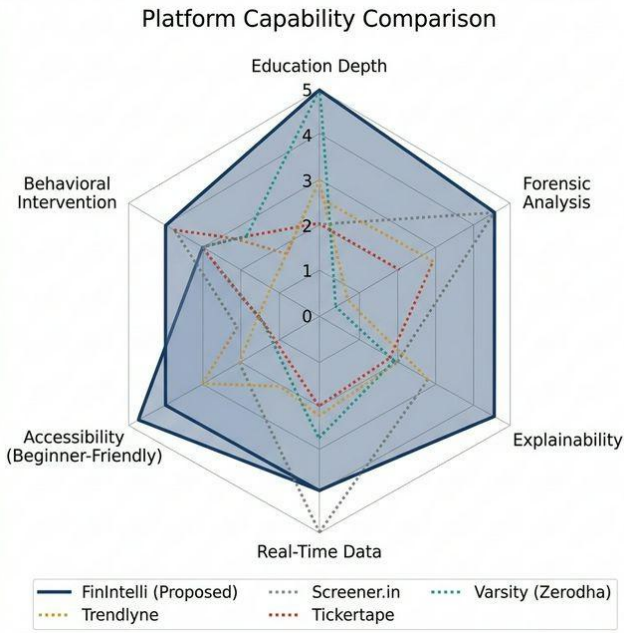 Platform Capability Comparison
Education Depth
5
4
3
2
1
0
Behavioral
Intervention
Forensic
Analysis
Accessibility
(Beginner-Friendly)
Explainability
Real-Time Data
FinIntelli (Proposed)
Screener.in
Varsity (Zerodha)
Trendlyne
Tickertape